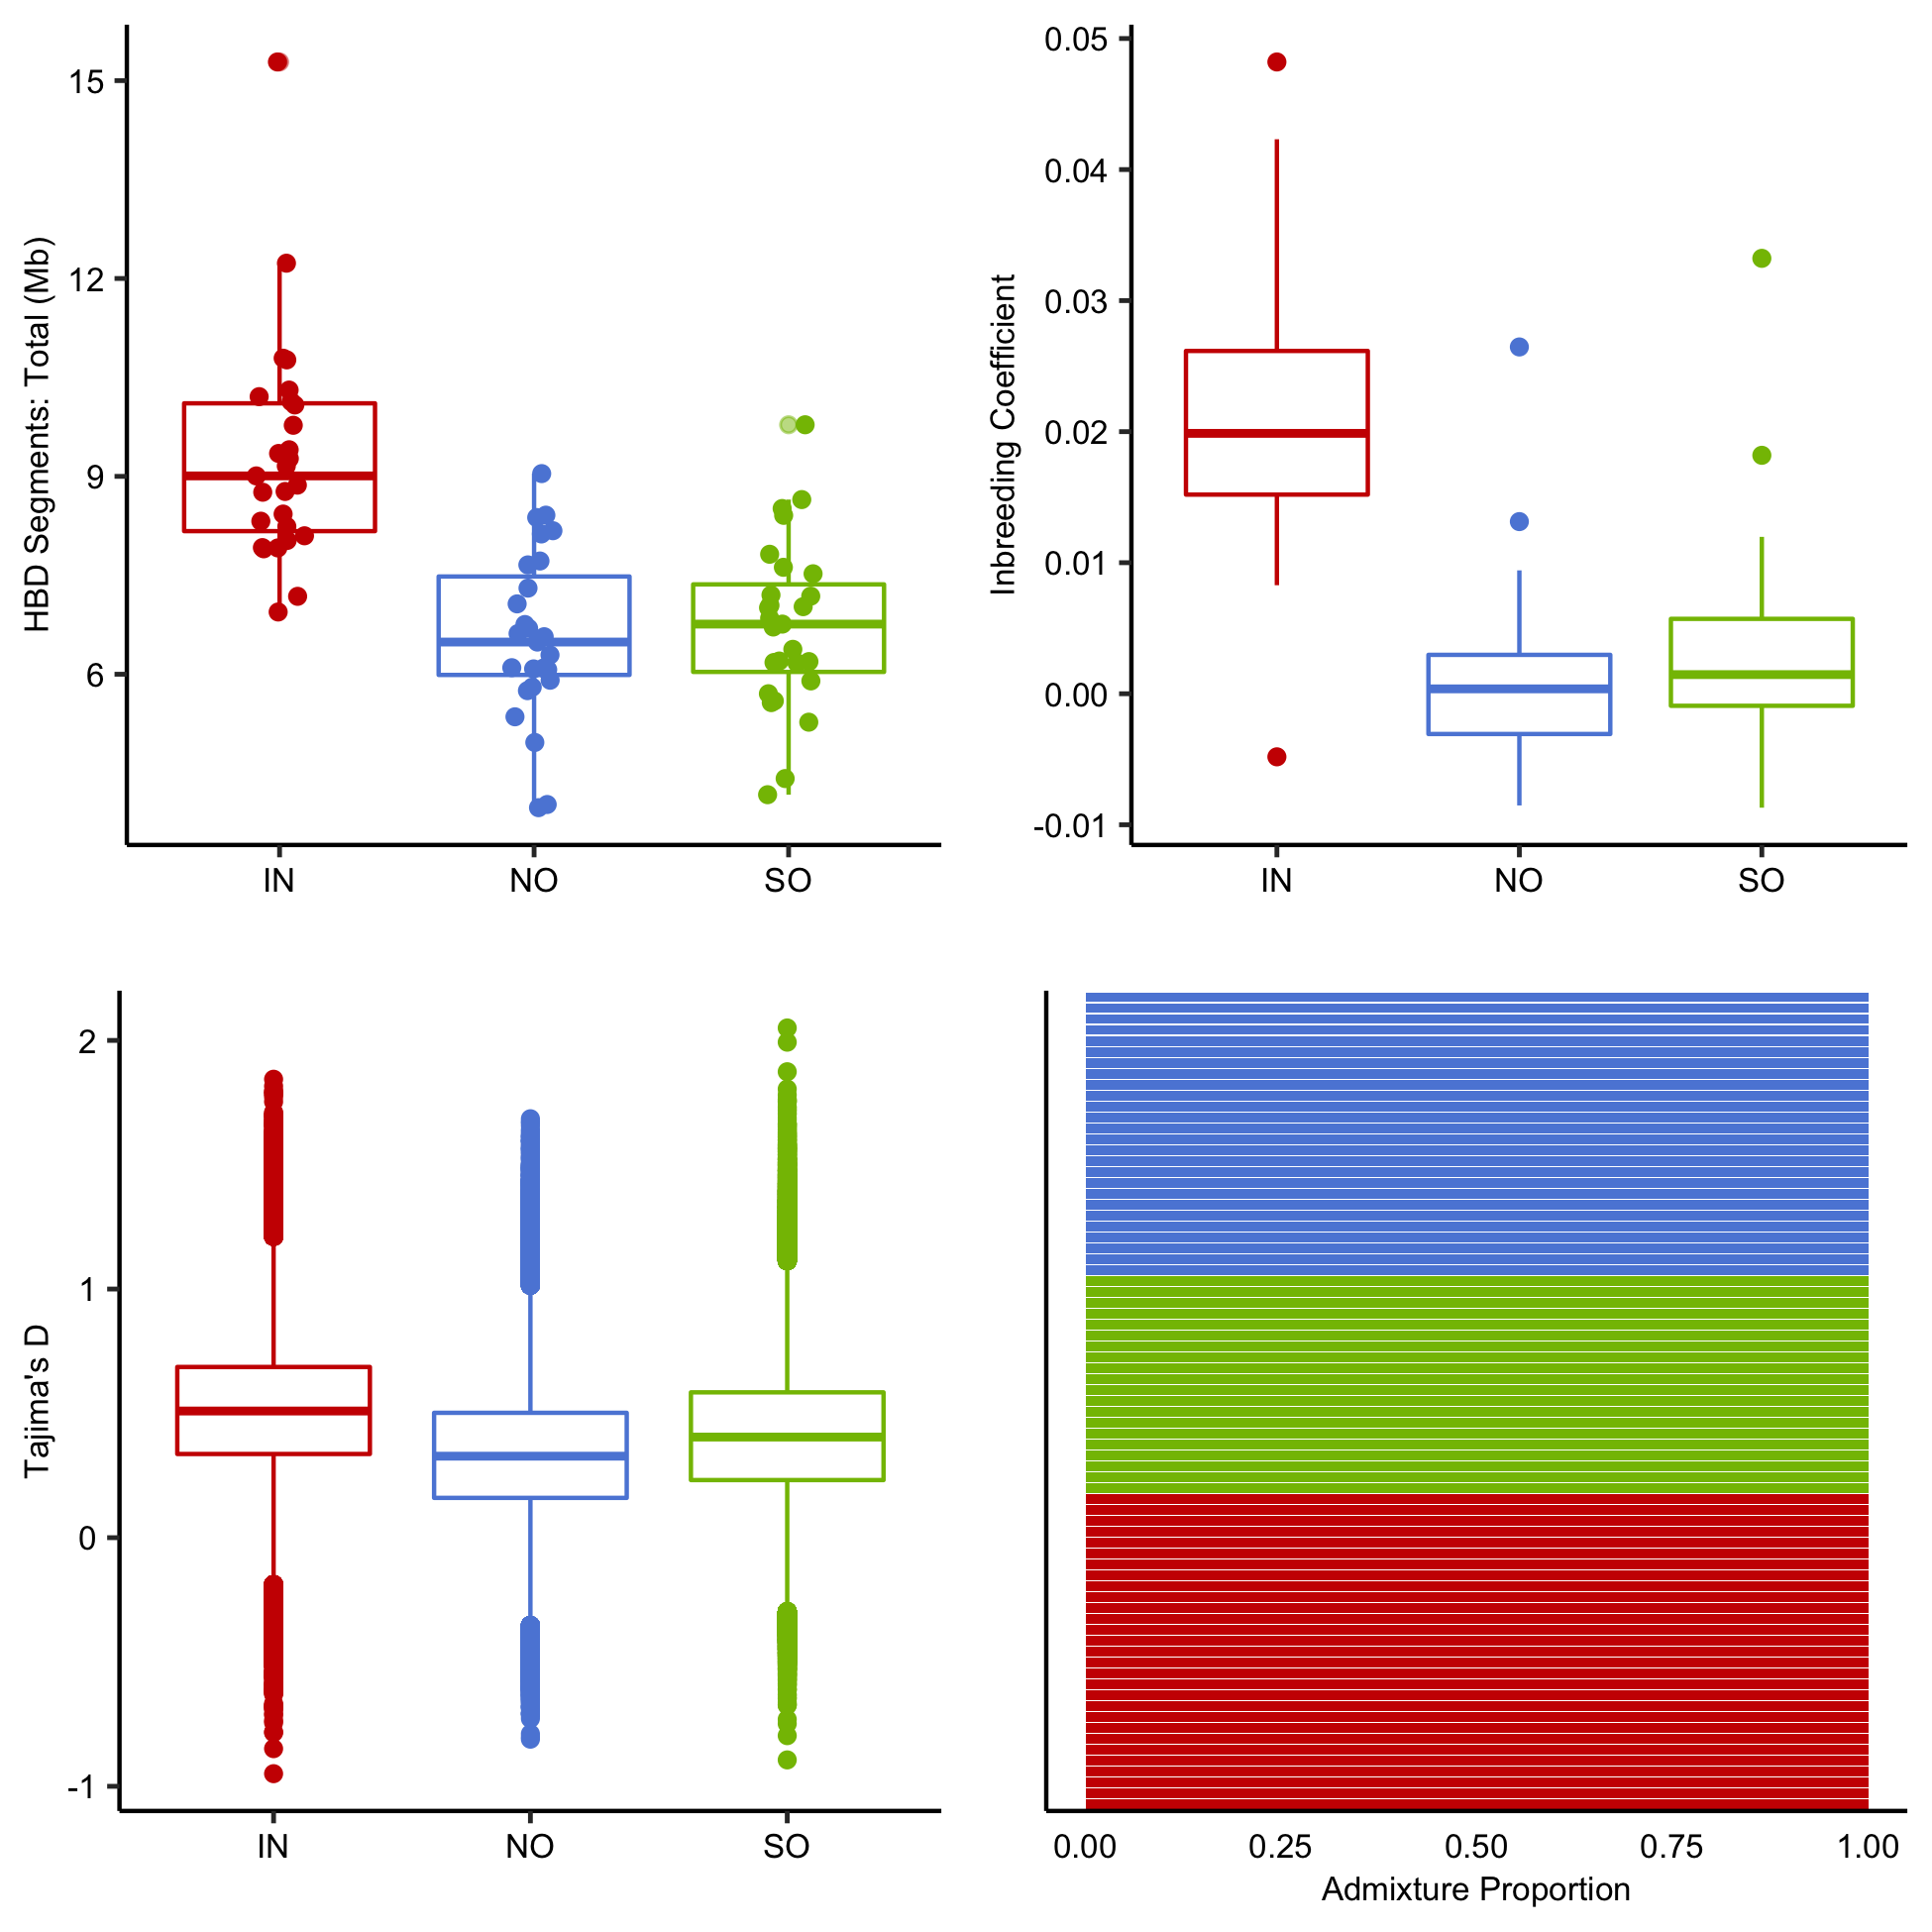 HBD Segments: Total (Mb)
15
12
9
6
IN NO SO
Inbreeding Coefficient
0.05
0.04
0.03
0.02
0.01
0.00
-0.01
IN NO SO
Tajima's D
2
1
0
-1
IN NO SO
0.00 0.25 0.50 0.75 1.00
Admixture Proportion